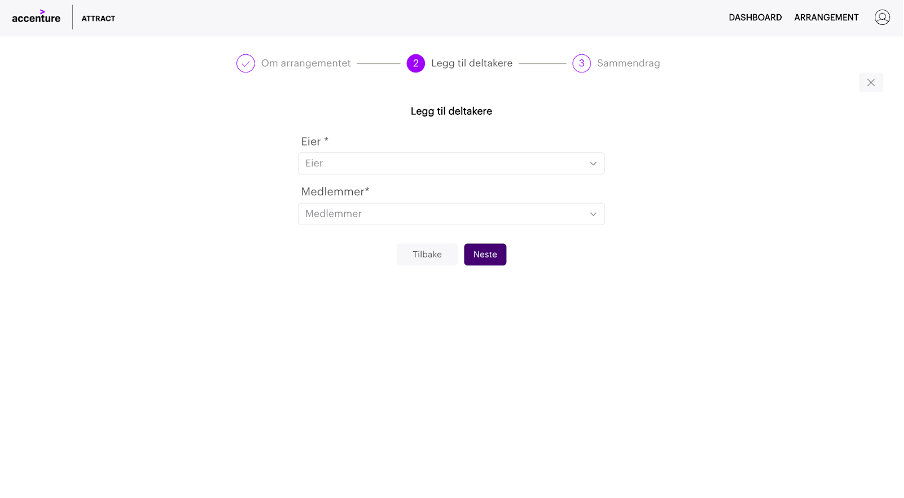 accenture ATTRACT DASHBOARD ARRANGEMENT
Om arrangementet 2 Legg til deltakere 3 Sammendrag
Legg til deltakere
Eier *
Eier
Medlemmer*
Medlemmer
Tilbake Neste